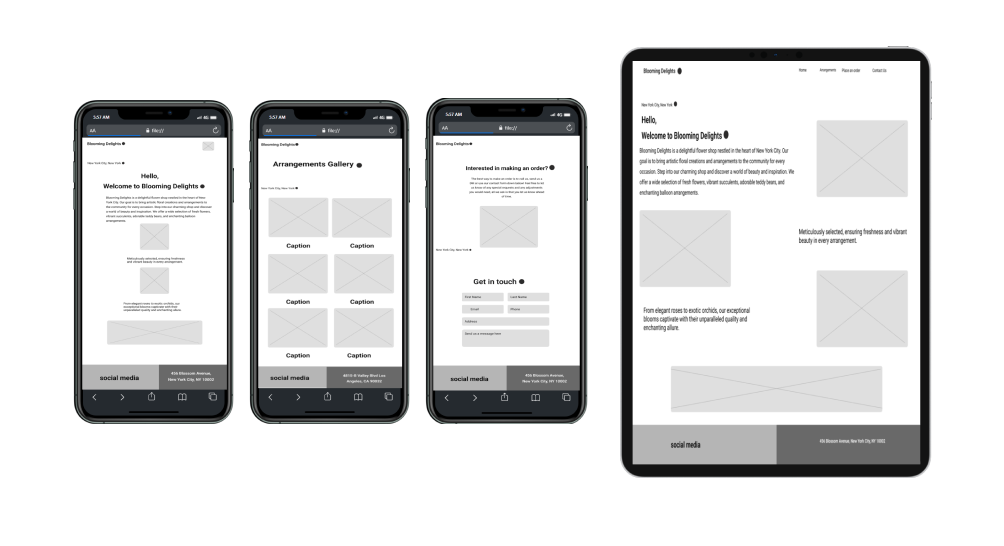 5:57 AM
4G
AA
file://
Blooming Delights
New York City, New York
Hello,
Welcome to Blooming Delights
Blooming Delights is a delightful flower shop nestled in the heart of New
York City. Our goal is to bring artistic floral creations and arrangements to
the community for every occasion. Step into our charming shop and discover
a world of beauty and inspiration. We offer a wide selection of fresh flowers,
vibrant succulents, adorable teddy bears, and enchanting balloon
arrangements.
Meticulously selected, ensuring freshness
and vibrant beauty in every arrangement.
From elegant roses to exotic orchids, our
exceptional blooms captivate with their
unparalleled quality and enchanting allure.
social media
456 Blossom Avenue,
New York City, NY 10002
5:57 AM
4G
AA
file://
Blooming Delights
Arrangements Gallery
New York City, New York
Caption
Caption
Caption
Caption
Caption
Caption
social media
Angeles, CA
5:57 AM
4G
AA
file://
Blooming Delights
Interested in making an order?
New York City, New York
Get in touch
First Name
Last Name
Email
Phone
Address
Send us a message here
social media
456 Blossom Avenue,
New York City, NY 10002
Blooming Delights
Home
Arrangements
Place an order
Contact Us
New York City, New York
Hello,
Welcome to Blooming Delights
Blooming Delights is a delightful flower shop nestled in the heart of New York City. Our
goal is to bring artistic floral creations and arrangements to the community for every
occasion. Step into our charming shop and discover a world of beauty and inspiration. We
offer a wide selection of fresh flowers, vibrant succulents, adorable teddy bears, and
enchanting balloon arrangements.
Meticulously selected, ensuring freshness and vibrant
beauty in every arrangement.
From elegant roses to exotic orchids, our exceptional
blooms captivate with their unparalleled quality and
enchanting allure.
social media
456 Blossom Avenue, New York City, NY 10002